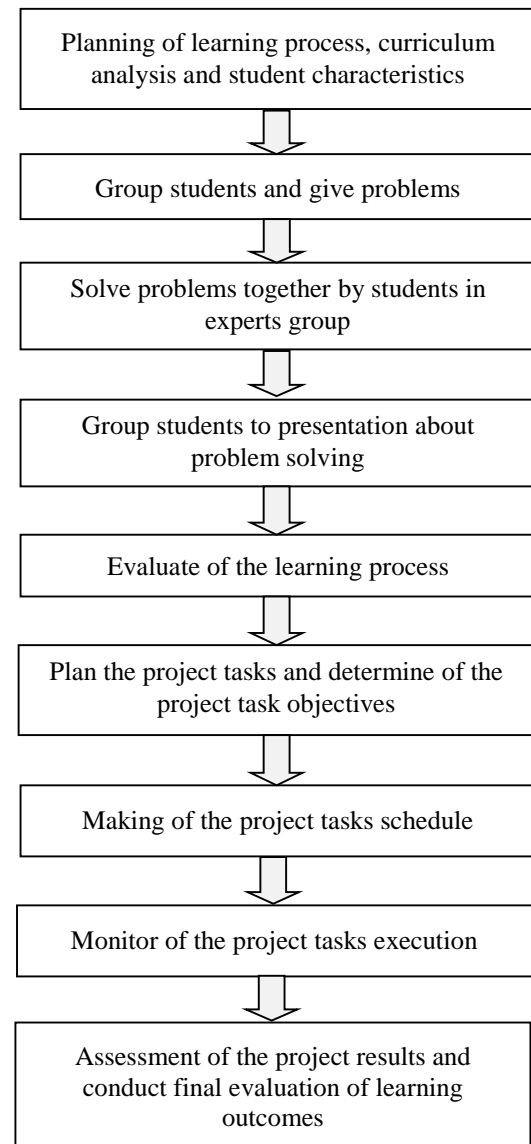 Planning of learning process, curriculum
analysis and student characteristics
Group students and give problems
Solve problems together by students in
experts group
Group students to presentation about
problem solving
Evaluate of the learning process
Plan the project tasks and determine of the
project task objectives
Making of the project tasks schedule
Monitor of the project tasks execution
Assessment of the project results and
conduct final evaluation of learning
outcomes